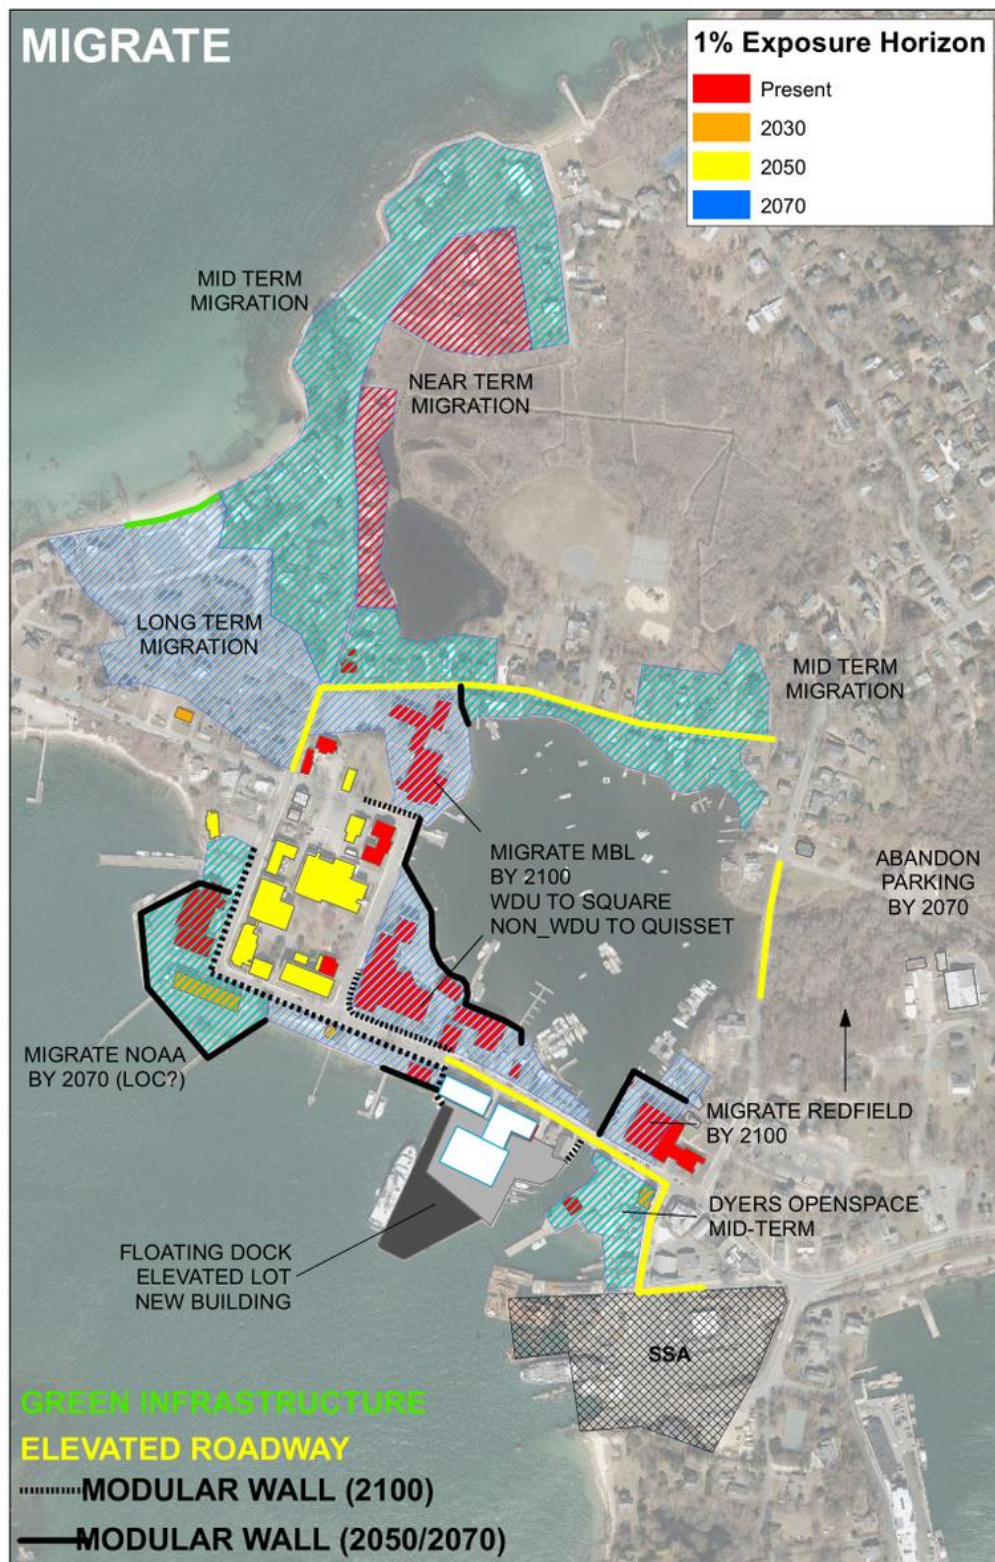 MIGRATE
1% Exposure Horizon
Present
2030
2050
2070
MID TERM
MIGRATION
NEAR TERM
MIGRATION
LONG TERM
MIGRATION
MID TERM
MIGRATION
MIGRATE MBL
BY 2100
WDU TO SQUARE
NON_WDU TO QUISSET
ABANDON
PARKING
BY 2070
MIGRATE NOAA
BY 2070 (LOC?)
MIGRATE REDFIELD
BY 2100
DYERS OPENSPACE
MID-TERM
FLOATING DOCK
ELEVATED LOT
NEW BUILDING
SSA
GREEN INFRASTRUCTURE
ELEVATED ROADWAY
MODULAR WALL (2100)
MODULAR WALL (2050/2070)